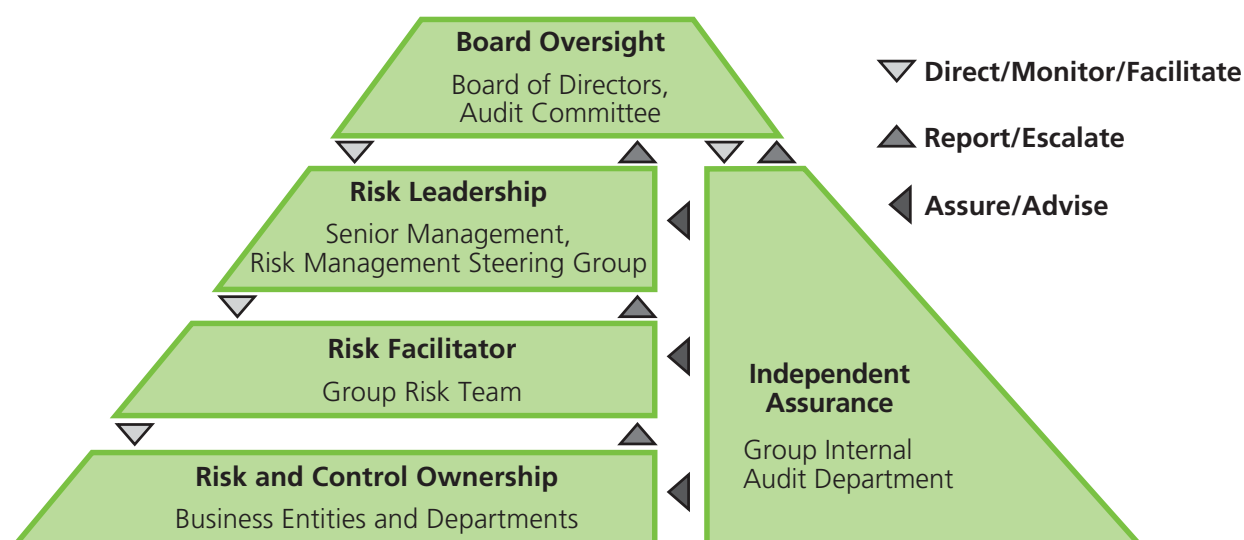 Board Oversight
Board of Directors,
Audit Committee
Direct/Monitor/Facilitate
Report/Escalate
Assure/Advise
Risk Leadership
Senior Management,
Risk Management Steering Group
Risk Facilitator
Group Risk Team
Risk and Control Ownership
Business Entities and Departments
Independent
Assurance
Group Internal
Audit Department